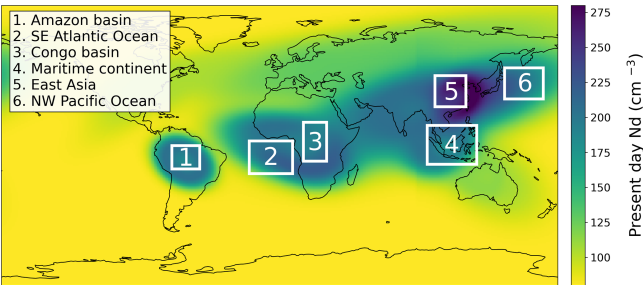 1. Amazon basin
2. SE Atlantic Ocean
3. Congo basin
4. Maritime continent
5. East Asia
6. NW Pacific Ocean
1
2
3
4
5
6
275
250
225
200
175
150
125
100
Present day Nd (cm⁻³)